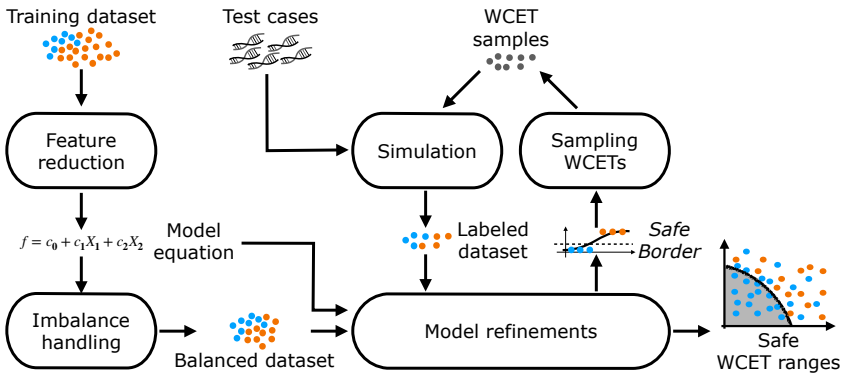 Training dataset
Test cases
WCET
samples
Feature
reduction
Simulation
Sampling
WCETs
f = c₀ + c₁X₁ + c₂X₂
Model
equation
Labeled
dataset
Safe
Border
Imbalance
handling
Balanced dataset
Model refinements
Safe
WCET ranges